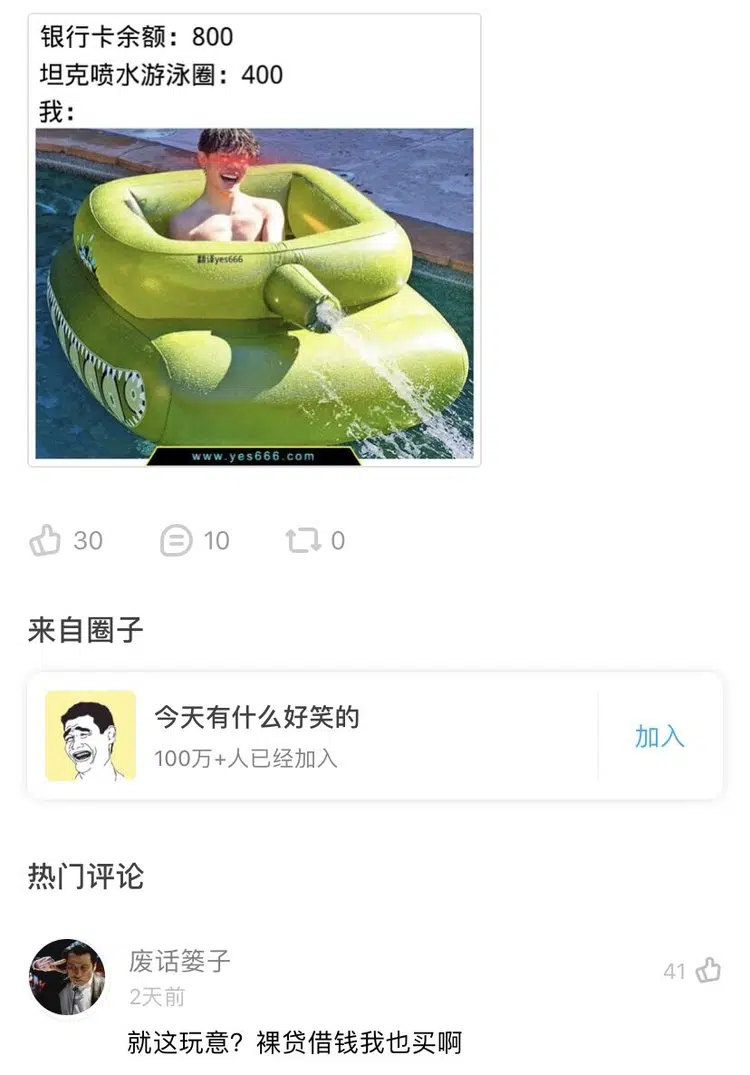 银行卡余额：800
坦克喷水游泳圈：400
我：
翻译yes666
www.yes666.com
30
10
0
来自圈子
今天有什么好笑的
100万+人已经加入
加入
热门评论
废话篓子
41
2天前
就这玩意？裸贷借钱我也买啊